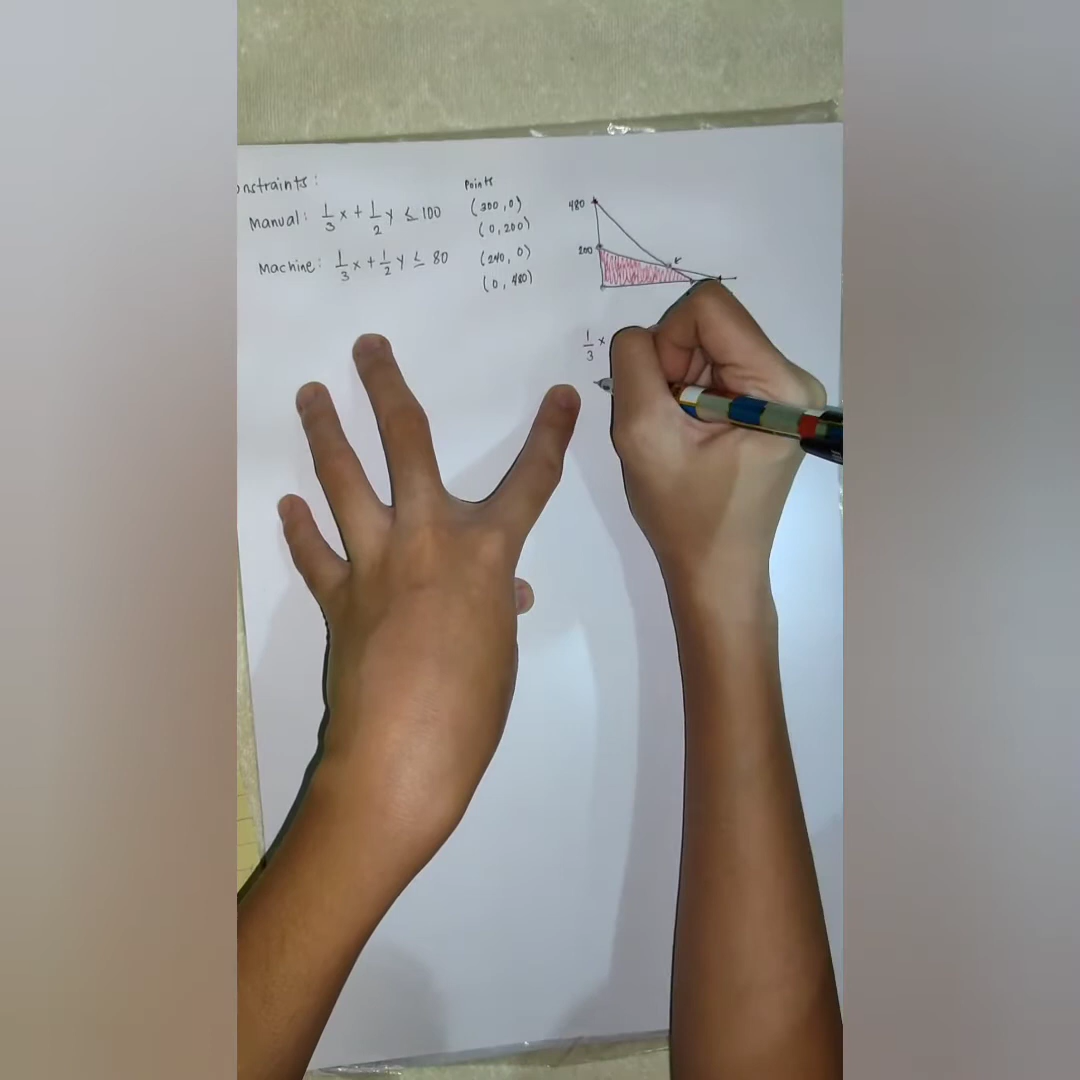 onstraints:
Manual: 1/3 x + 1/2 y ≤ 100
Machine: 1/3 x + 1/2 y ≤ 80
Points
(300, 0)
(0, 200)
(240, 0)
(0, 480)
480
200
1/3 x